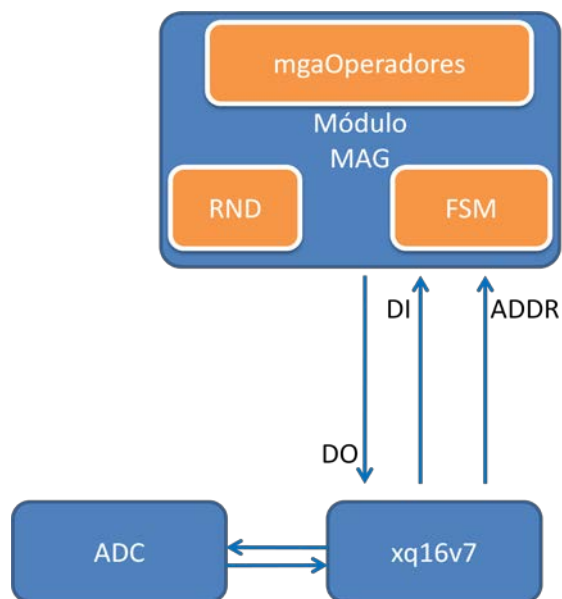 mgaOperadores
Módulo
MAG
RND
FSM
DI
ADDR
DO
ADC
xq16v7